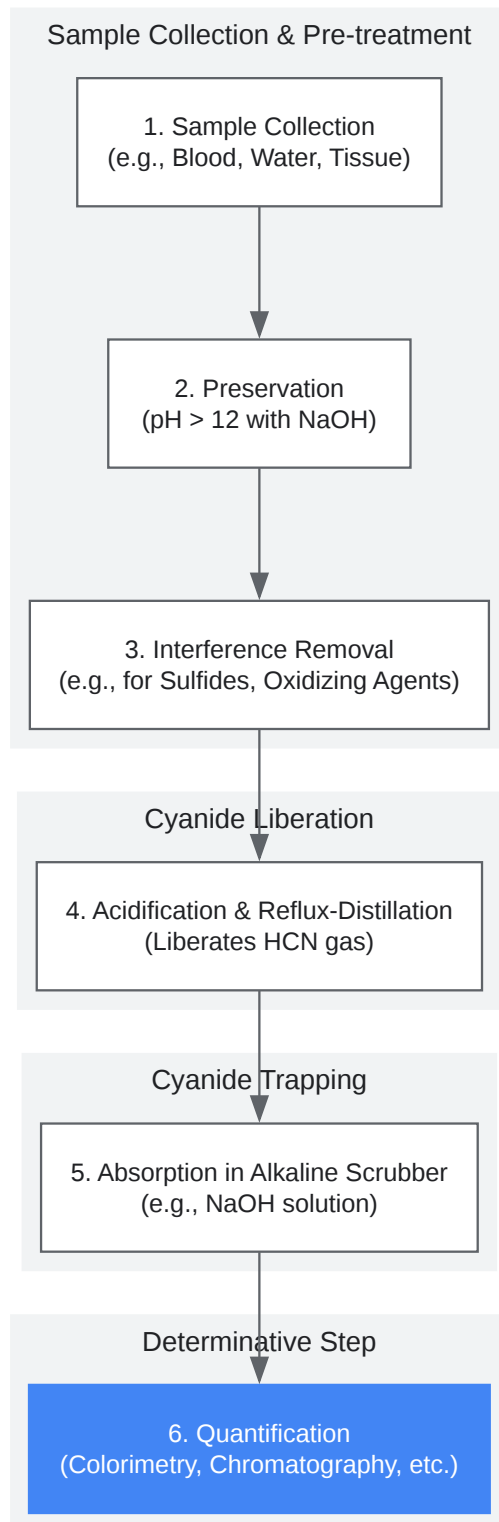 Sample Collection & Pre-treatment
1. Sample Collection
(e.g., Blood, Water, Tissue)
2. Preservation
(pH > 12 with NaOH)
3. Interference Removal
(e.g., for Sulfides, Oxidizing Agents)
Cyanide Liberation
4. Acidification & Reflux-Distillation
(Liberates HCN gas)
Cyanide Trapping
5. Absorption in Alkaline Scrubber
(e.g., NaOH solution)
Determinative Step
6. Quantification
(Colorimetry, Chromatography, etc.)